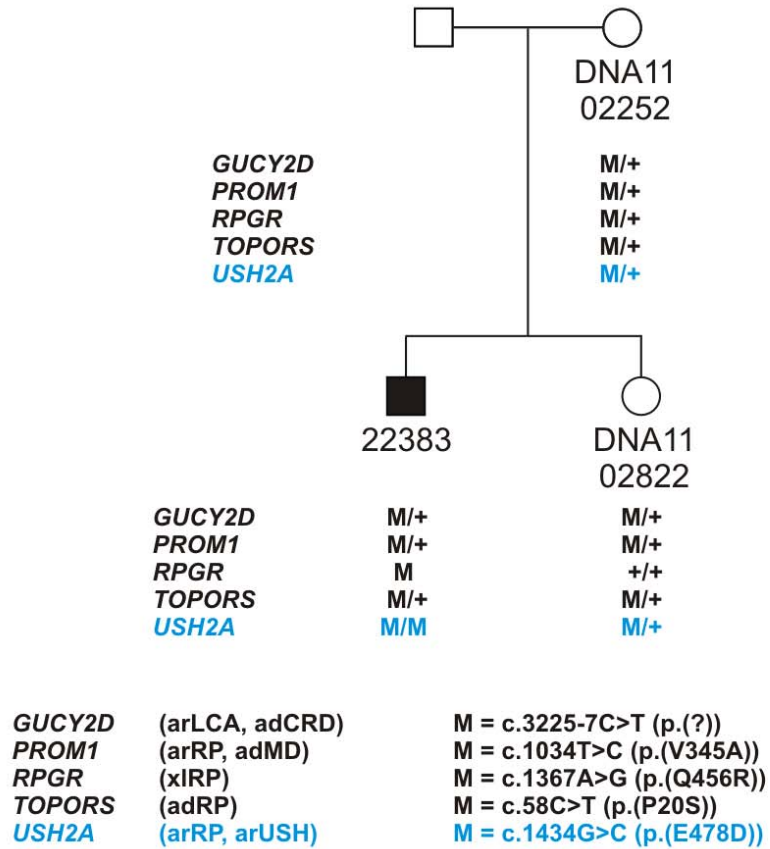 DNA11
02252
GUCY2D M/+
PROM1 M/+
RPGR M/+
TOPORS M/+
USH2A M/+
22383 DNA11
02822
GUCY2D M/+ M/+
PROM1 M/+ M/+
RPGR M +/+
TOPORS M/+ M/+
USH2A M/M M/+
GUCY2D (arLCA, adCRD) M = c.3225-7C>T (p.(?))
PROM1 (arRP, adMD) M = c.1034T>C (p.(V345A))
RPGR (xlRP) M = c.1367A>G (p.(Q456R))
TOPORS (adRP) M = c.58C>T (p.(P20S))
USH2A (arRP, arUSH) M = c.1434G>C (p.(E478D))